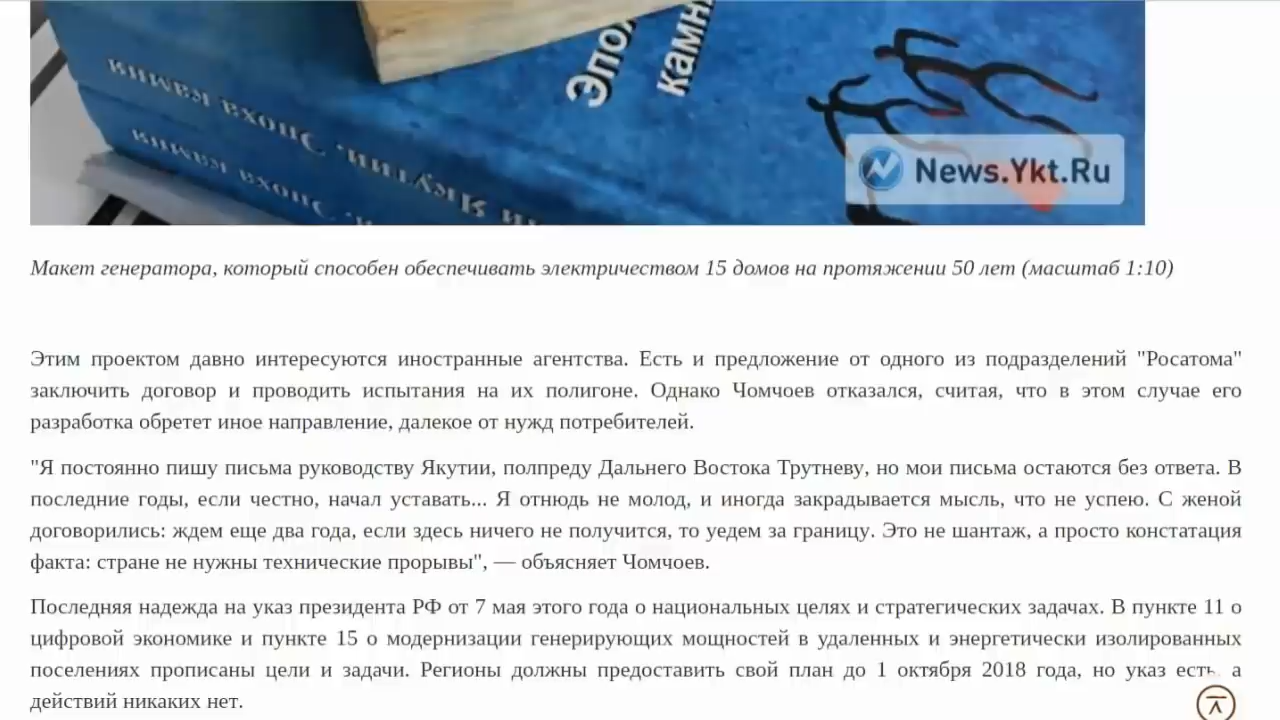 Эпо
камн
Эпоха камня
Якутии. Эпоха камня
News.Ykt.Ru
Макет генератора, который способен обеспечивать электричеством 15 домов на протяжении 50 лет (масштаб 1:10)
Этим проектом давно интересуются иностранные агентства. Есть и предложение от одного из подразделений "Росатома"
заключить договор и проводить испытания на их полигоне. Однако Чомчоев отказался, считая, что в этом случае его
разработка обретет иное направление, далекое от нужд потребителей.
"Я постоянно пишу письма руководству Якутии, полпреду Дальнего Востока Трутневу, но мои письма остаются без ответа. В
последние годы, если честно, начал уставать... Я отнюдь не молод, и иногда закрадывается мысль, что не успею. С женой
договорились: ждем еще два года, если здесь ничего не получится, то уедем за границу. Это не шантаж, а просто констатация
факта: стране не нужны технические прорывы", — объясняет Чомчоев.
Последняя надежда на указ президента РФ от 7 мая этого года о национальных целях и стратегических задачах. В пункте 11 о
цифровой экономике и пункте 15 о модернизации генерирующих мощностей в удаленных и энергетически изолированных
поселениях прописаны цели и задачи. Регионы должны предоставить свой план до 1 октября 2018 года, но указ есть, а
действий никаких нет.